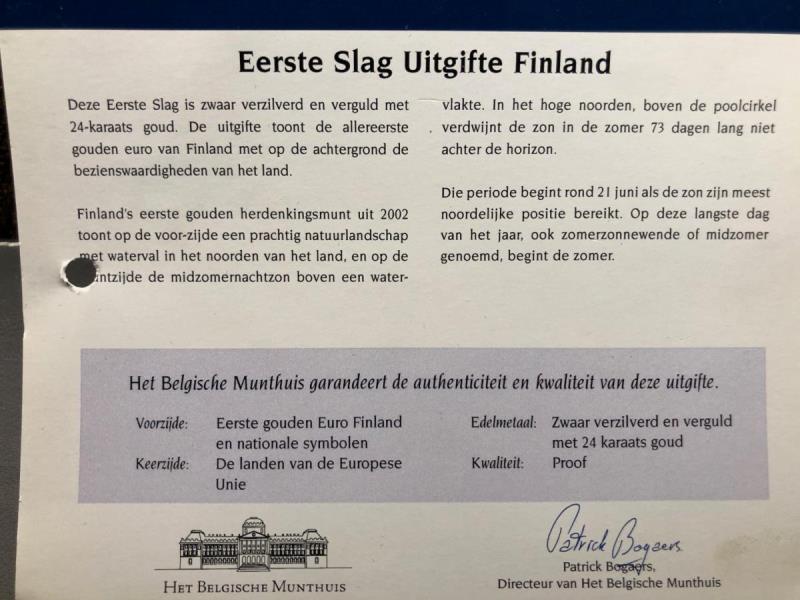 Eerste Slag Uitgifte Finland
Deze Eerste Slag is zwaar verzilverd en verguld met
24-karaats goud. De uitgifte toont de allereerste
gouden euro van Finland met op de achtergrond de
bezienswaardigheden van het land.
Finland's eerste gouden herdenkingsmunt uit 2002
toont op de voor-zijde een prachtig natuurlandschap
met waterval in het noorden van het land, en op de
ntzijde de midzomernachtzon boven een water-
vlakte. In het hoge noorden, boven de poolcirkel
verdwijnt de zon in de zomer 73 dagen lang niet
achter de horizon.
Die periode begint rond 21 juni als de zon zijn meest
noordelijke positie bereikt. Op deze langste dag
van het jaar, ook zomerzonnewende of midzomer
genoemd, begint de zomer.
Het Belgische Munthuis garandeert de authenticiteit en kwaliteit van deze uitgifte.
Voorzijde: Eerste gouden Euro Finland
en nationale symbolen
Keerzijde: De landen van de Europese
Unie
Edelmetaal: Zwaar verzilverd en verguld
met 24 karaats goud
Kwaliteit: Proof
HET BELGISCHE MUNTHUIS
Patrick Bogaers
Patrick Bogaers,
Directeur van Het Belgische Munthuis